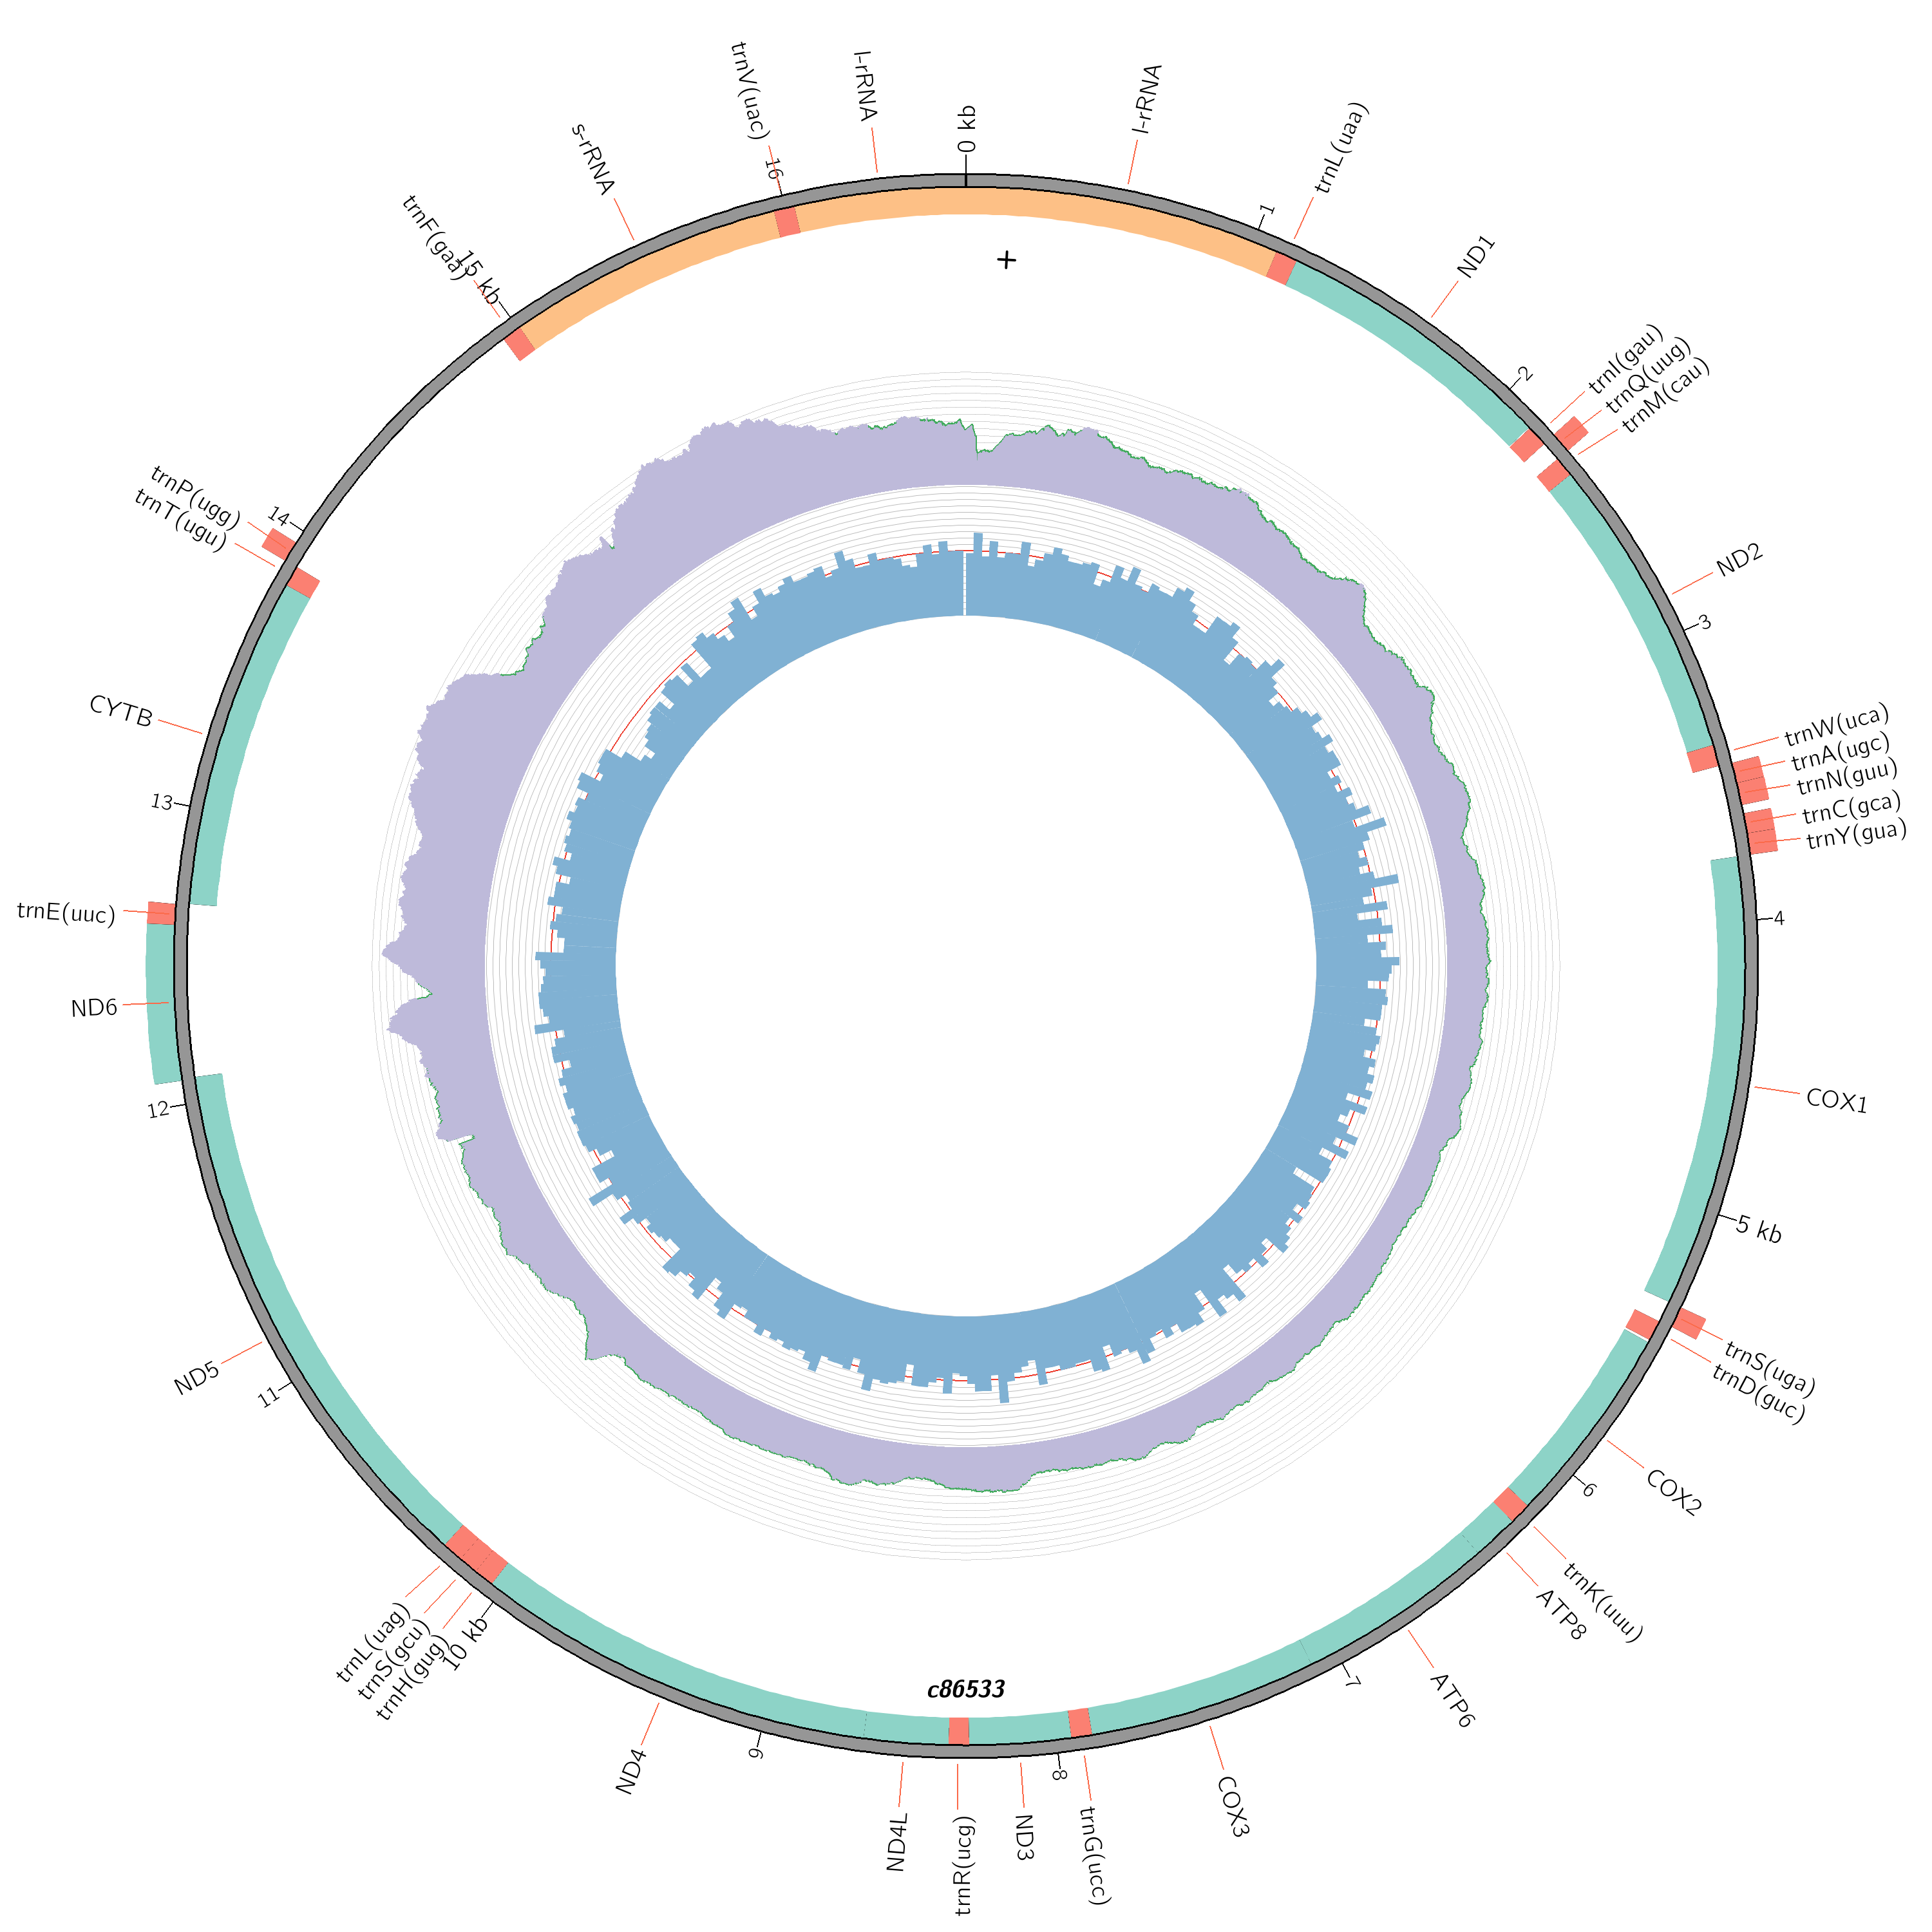 0 kb
l-rRNA
1
trnL(uaa)
ND1
2
trnI(gau)
trnQ(uug)
trnM(cau)
ND2
3
trnW(uca)
trnA(ugc)
trnN(guu)
trnC(gca)
trnY(gua)
4
COX1
5 kb
trnS(uga)
trnD(guc)
COX2
6
trnK(uuu)
ATP8
ATP6
7
COX3
trnG(ucc)
8
ND3
trnR(ucg)
ND4L
9
ND4
10 kb
trnH(gug)
trnS(gcu)
trnL(uag)
11
ND5
12
ND6
trnE(uuc)
13
CYTB
trnT(ugu)
trnP(ugg)
14
15 kb
trnF(gaa)
s-rRNA
16
trnV(uac)
l-rRNA
+
c86533